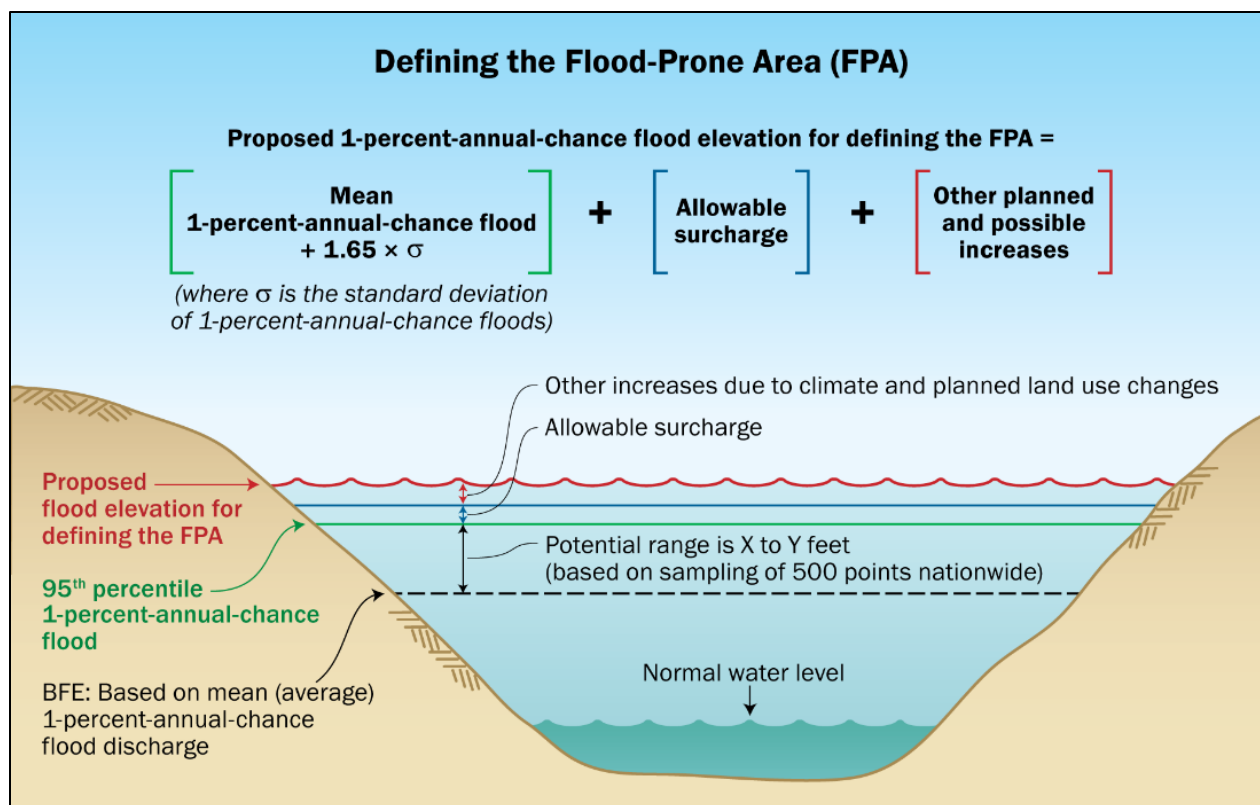 Defining the Flood-Prone Area (FPA)
Proposed 1-percent-annual-chance flood elevation for defining the FPA =
Mean
1-percent-annual-chance flood
+ 1.65 × σ
+
Allowable
surcharge
+
Other planned
and possible
increases
(where σ is the standard deviation
of 1-percent-annual-chance floods)
Other increases due to climate and planned land use changes
Allowable surcharge
Proposed
flood elevation for
defining the FPA
Potential range is X to Y feet
(based on sampling of 500 points nationwide)
95th percentile
1-percent-annual-chance
flood
BFE: Based on mean (average)
1-percent-annual-chance
flood discharge
Normal water level